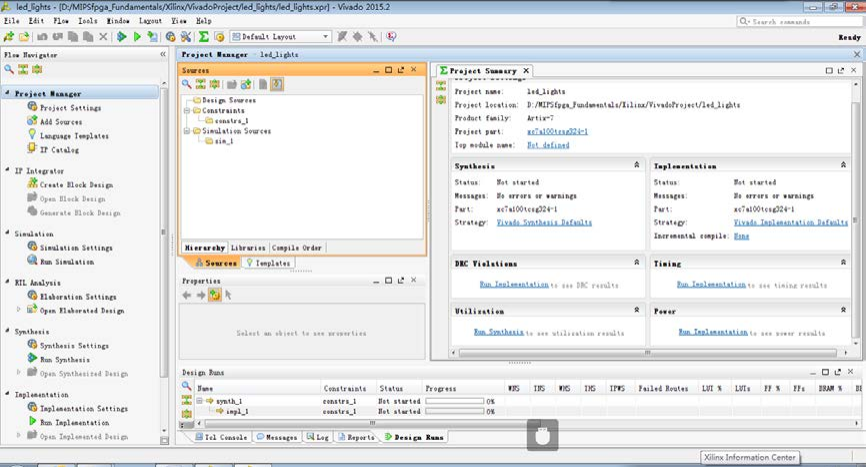 led_lights - [D:/MIPSfpga_Fundamentals/Xilinx/VivadoProject/led_lights/led_lights.xpr] - Vivado 2015.2
File Edit Flow Tools Window Layout View Help
Search commands
Default Layout
Ready
Flow Navigator
Project Manager
Project Settings
Add Sources
Language Templates
IP Catalog
IP Integrator
Create Block Design
Open Block Design
Generate Block Design
Simulation
Simulation Settings
Run Simulation
RTL Analysis
Elaboration Settings
Open Elaborated Design
Synthesis
Synthesis Settings
Run Synthesis
Open Synthesized Design
Implementation
Implementation Settings
Run Implementation
Open Implemented Design
Project Manager - led_lights
Sources
Design Sources
Constraints
constrs_1
Simulation Sources
sim_1
Hierarchy Libraries Compile Order
Sources Templates
Properties
Select an object to see properties
Project Summary
Project name: led_lights
Project location: D:/MIPSfpga_Fundamentals/Xilinx/VivadoProject/led_lights
Product family: Artix-7
Project part: xc7a100tcsg324-1
Top module name: Not defined
Synthesis
Status: Not started
Messages: No errors or warnings
Part: xc7a100tcsg324-1
Strategy: Vivado Synthesis Defaults
Implementation
Status: Not started
Messages: No errors or warnings
Part: xc7a100tcsg324-1
Strategy: Vivado Implementation Defaults
Incremental compile: None
DRC Violations
Run Implementation to see DRC results
Timing
Run Implementation to see timing results
Utilization
Run Synthesis to see utilization results
Power
Run Implementation to see power results
Design Runs
Name Constraints Status Progress WNS TNS WHS THS TPWS Failed Routes LUT % LUTs FF % FFs BRAM %
synth_1 constrs_1 Not started 0%
impl_1 constrs_1 Not started 0%
Tcl Console Messages Log Reports Design Runs
Xilinx Information Center